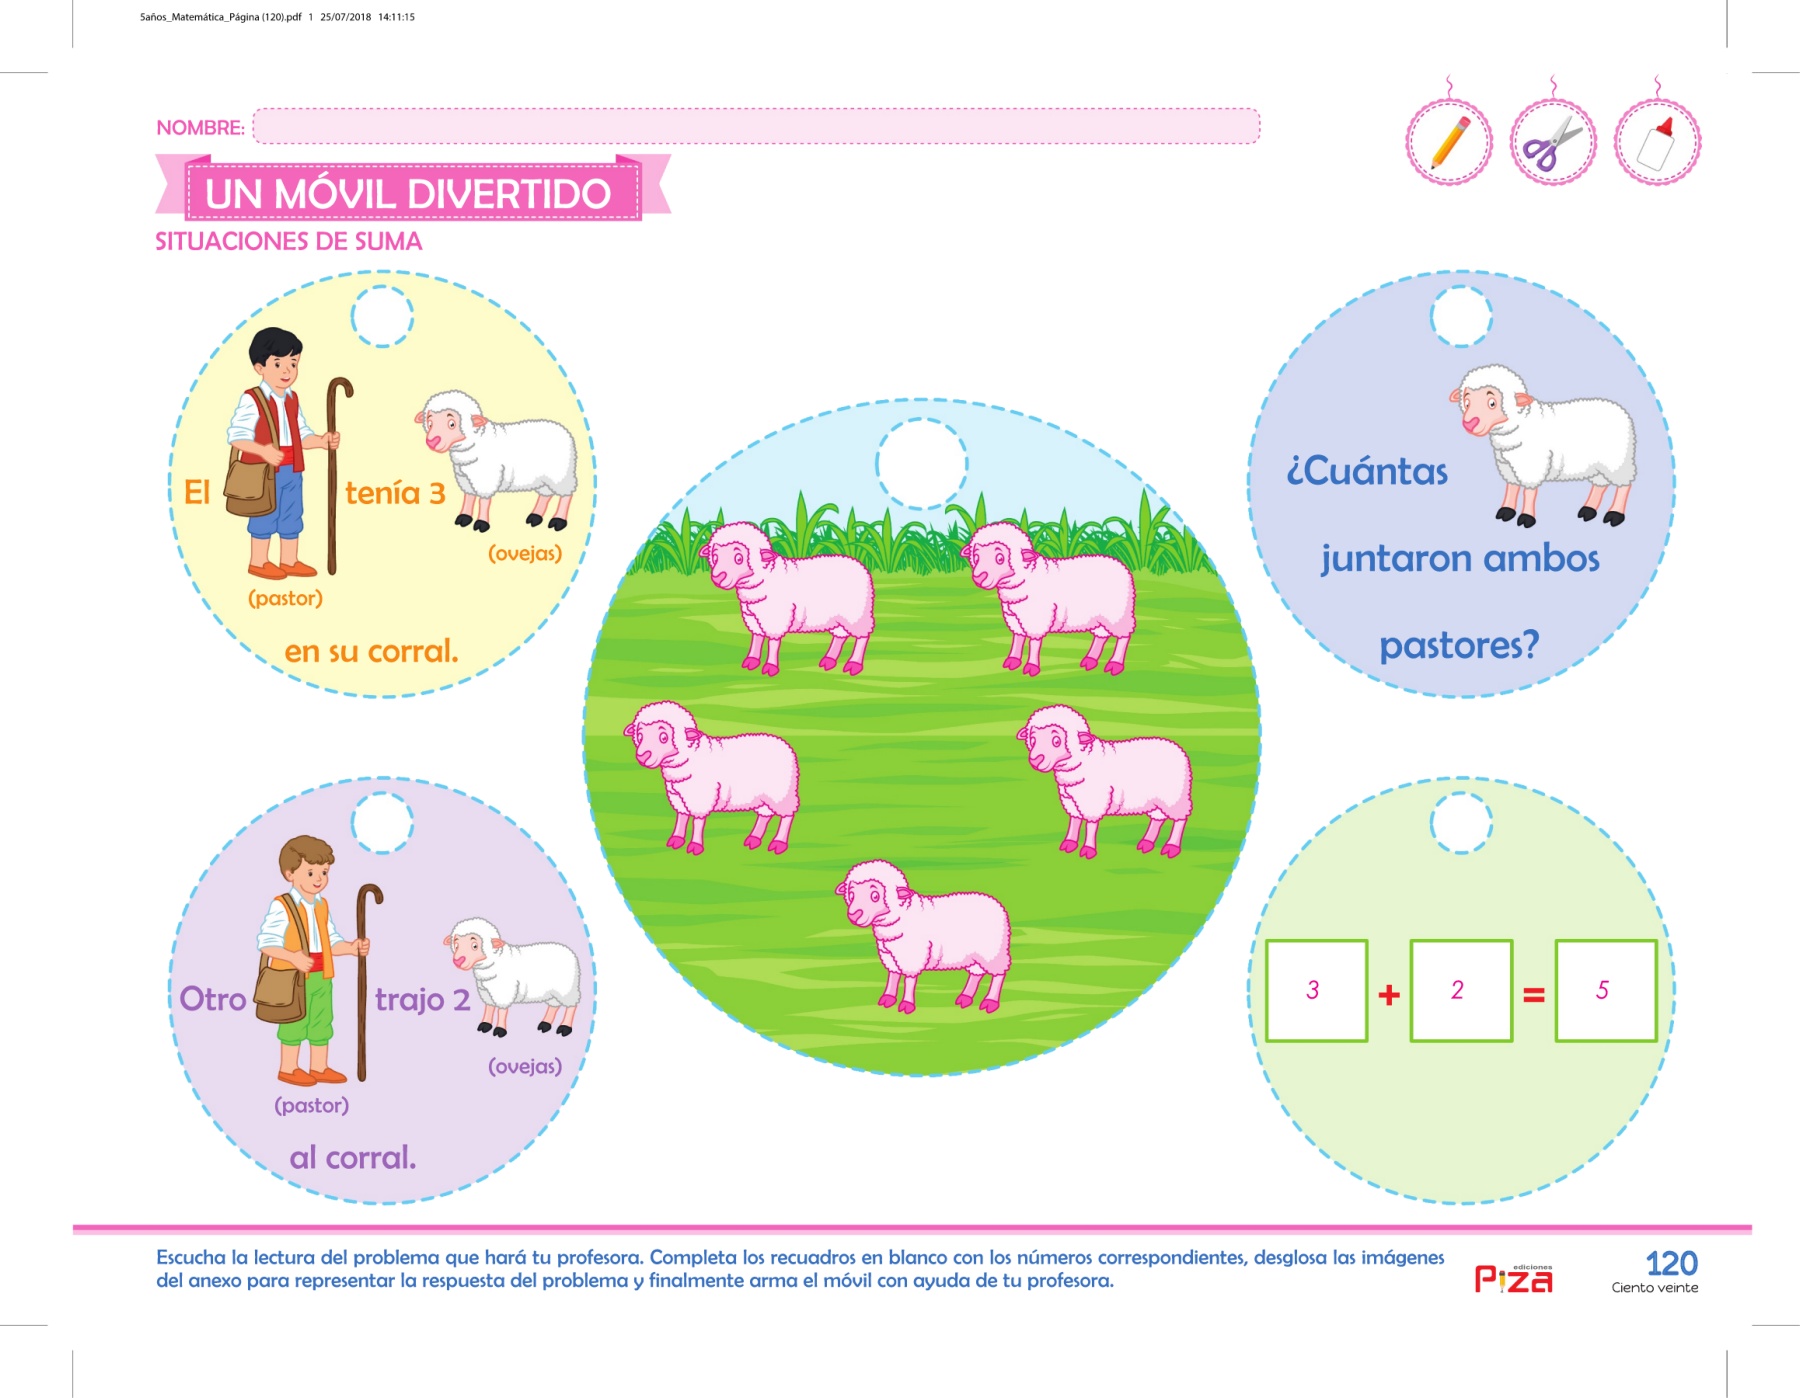 5años_Matemática_Página (120).pdf 1 25/07/2018 14:11:15
NOMBRE:
UN MÓVIL DIVERTIDO
SITUACIONES DE SUMA
El tenía 3
(ovejas)
(pastor)
en su corral.
Otro trajo 2
(ovejas)
(pastor)
al corral.
¿Cuántas
juntaron ambos
pastores?
3 + 2 = 5
Escucha la lectura del problema que hará tu profesora. Completa los recuadros en blanco con los números correspondientes, desglosa las imágenes
del anexo para representar la respuesta del problema y finalmente arma el móvil con ayuda de tu profesora.
ediciones
Piza
120
Ciento veinte